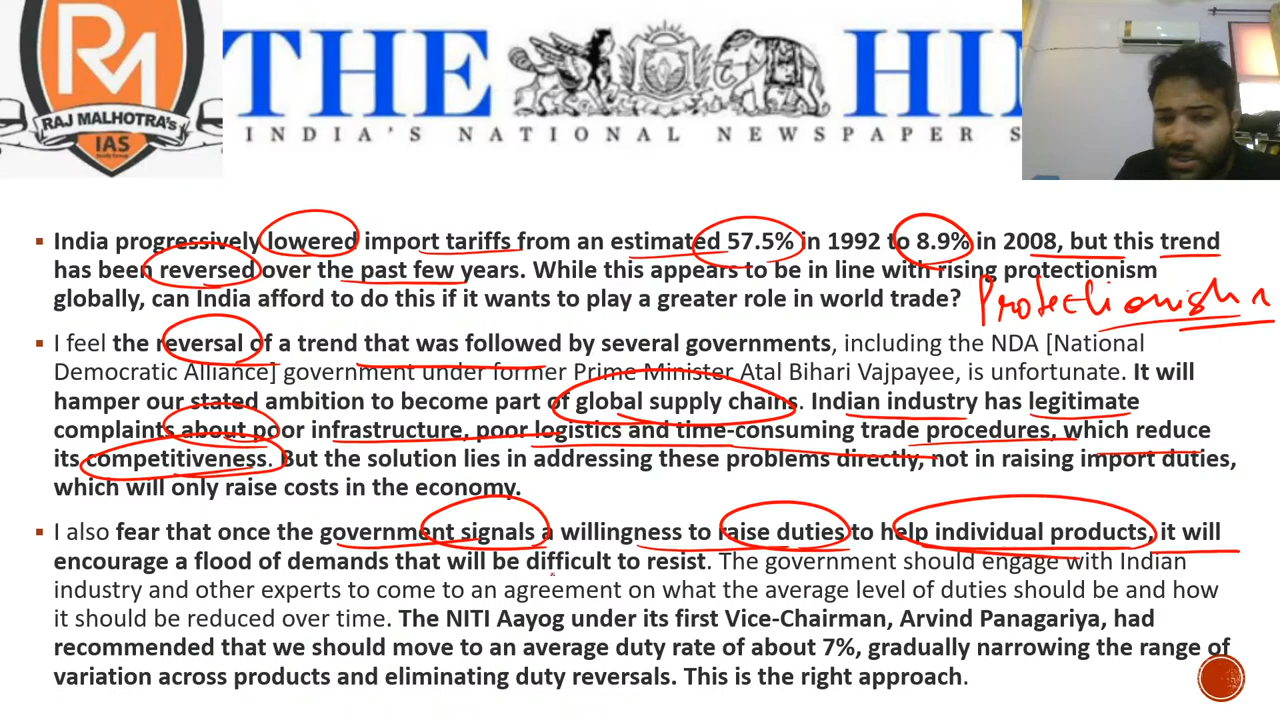 RM
RAJ MALHOTRA'S
IAS
THE HI
INDIA'S NATIONAL NEWSPAPER S
India progressively lowered import tariffs from an estimated 57.5% in 1992 to 8.9% in 2008, but this trend
has been reversed over the past few years. While this appears to be in line with rising protectionism
globally, can India afford to do this if it wants to play a greater role in world trade?
I feel the reversal of a trend that was followed by several governments, including the NDA [National
Democratic Alliance] government under former Prime Minister Atal Bihari Vajpayee, is unfortunate. It will
hamper our stated ambition to become part of global supply chains. Indian industry has legitimate
complaints about poor infrastructure, poor logistics and time-consuming trade procedures, which reduce
its competitiveness. But the solution lies in addressing these problems directly, not in raising import duties,
which will only raise costs in the economy.
I also fear that once the government signals a willingness to raise duties to help individual products, it will
encourage a flood of demands that will be difficult to resist. The government should engage with Indian
industry and other experts to come to an agreement on what the average level of duties should be and how
it should be reduced over time. The NITI Aayog under its first Vice-Chairman, Arvind Panagariya, had
recommended that we should move to an average duty rate of about 7%, gradually narrowing the range of
variation across products and eliminating duty reversals. This is the right approach.